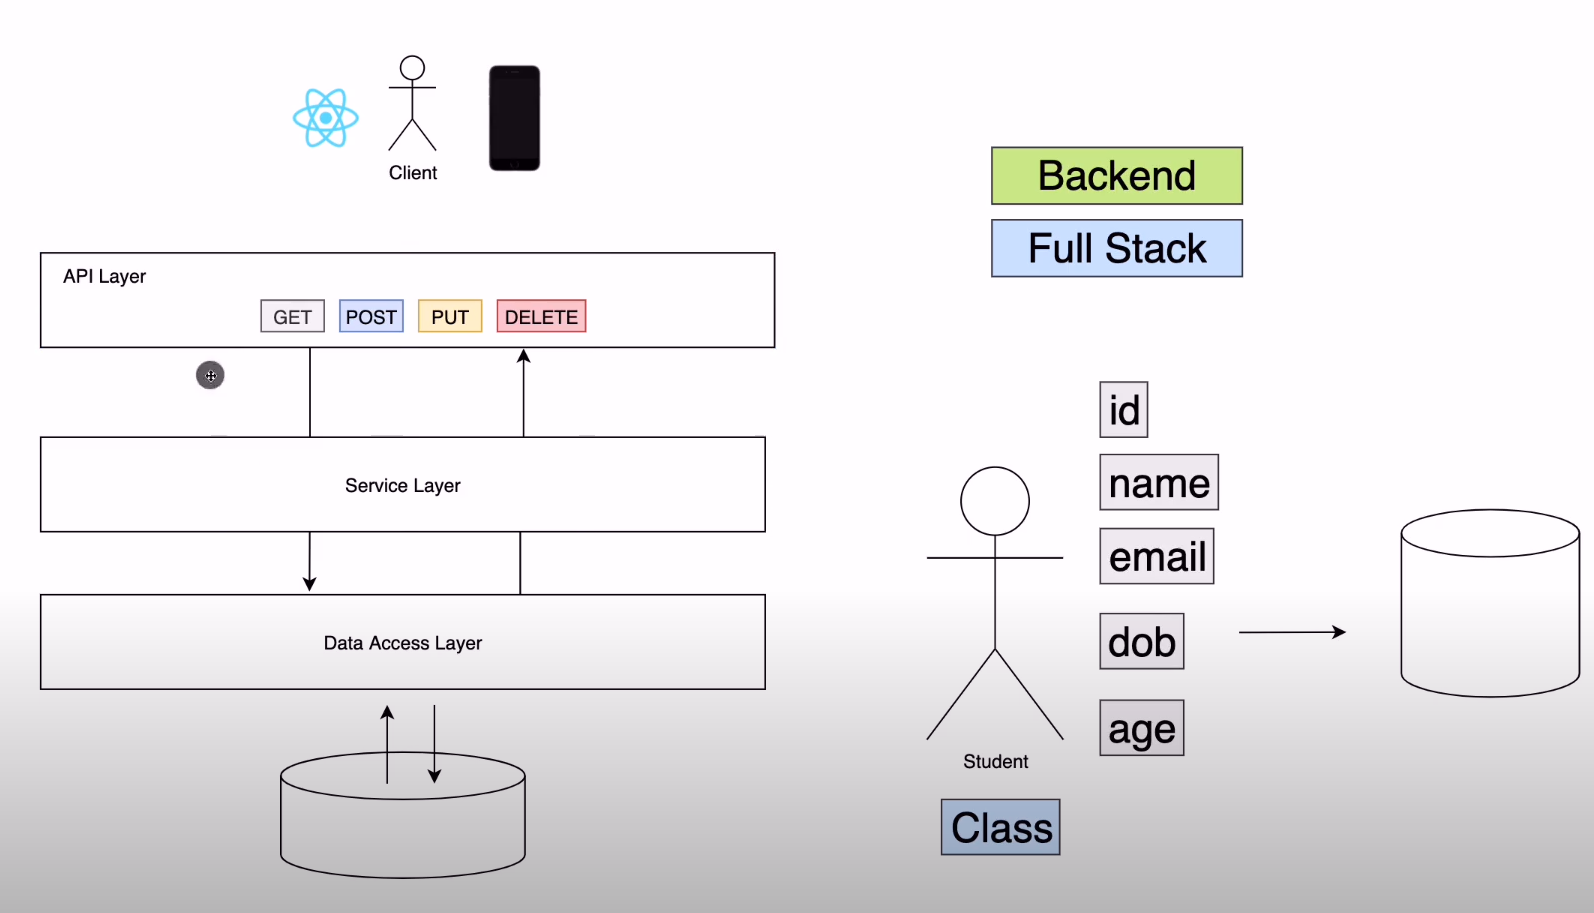 Client
API Layer
GET POST PUT DELETE
Service Layer
Data Access Layer
Backend
Full Stack
id
name
email
dob
age
Student
Class